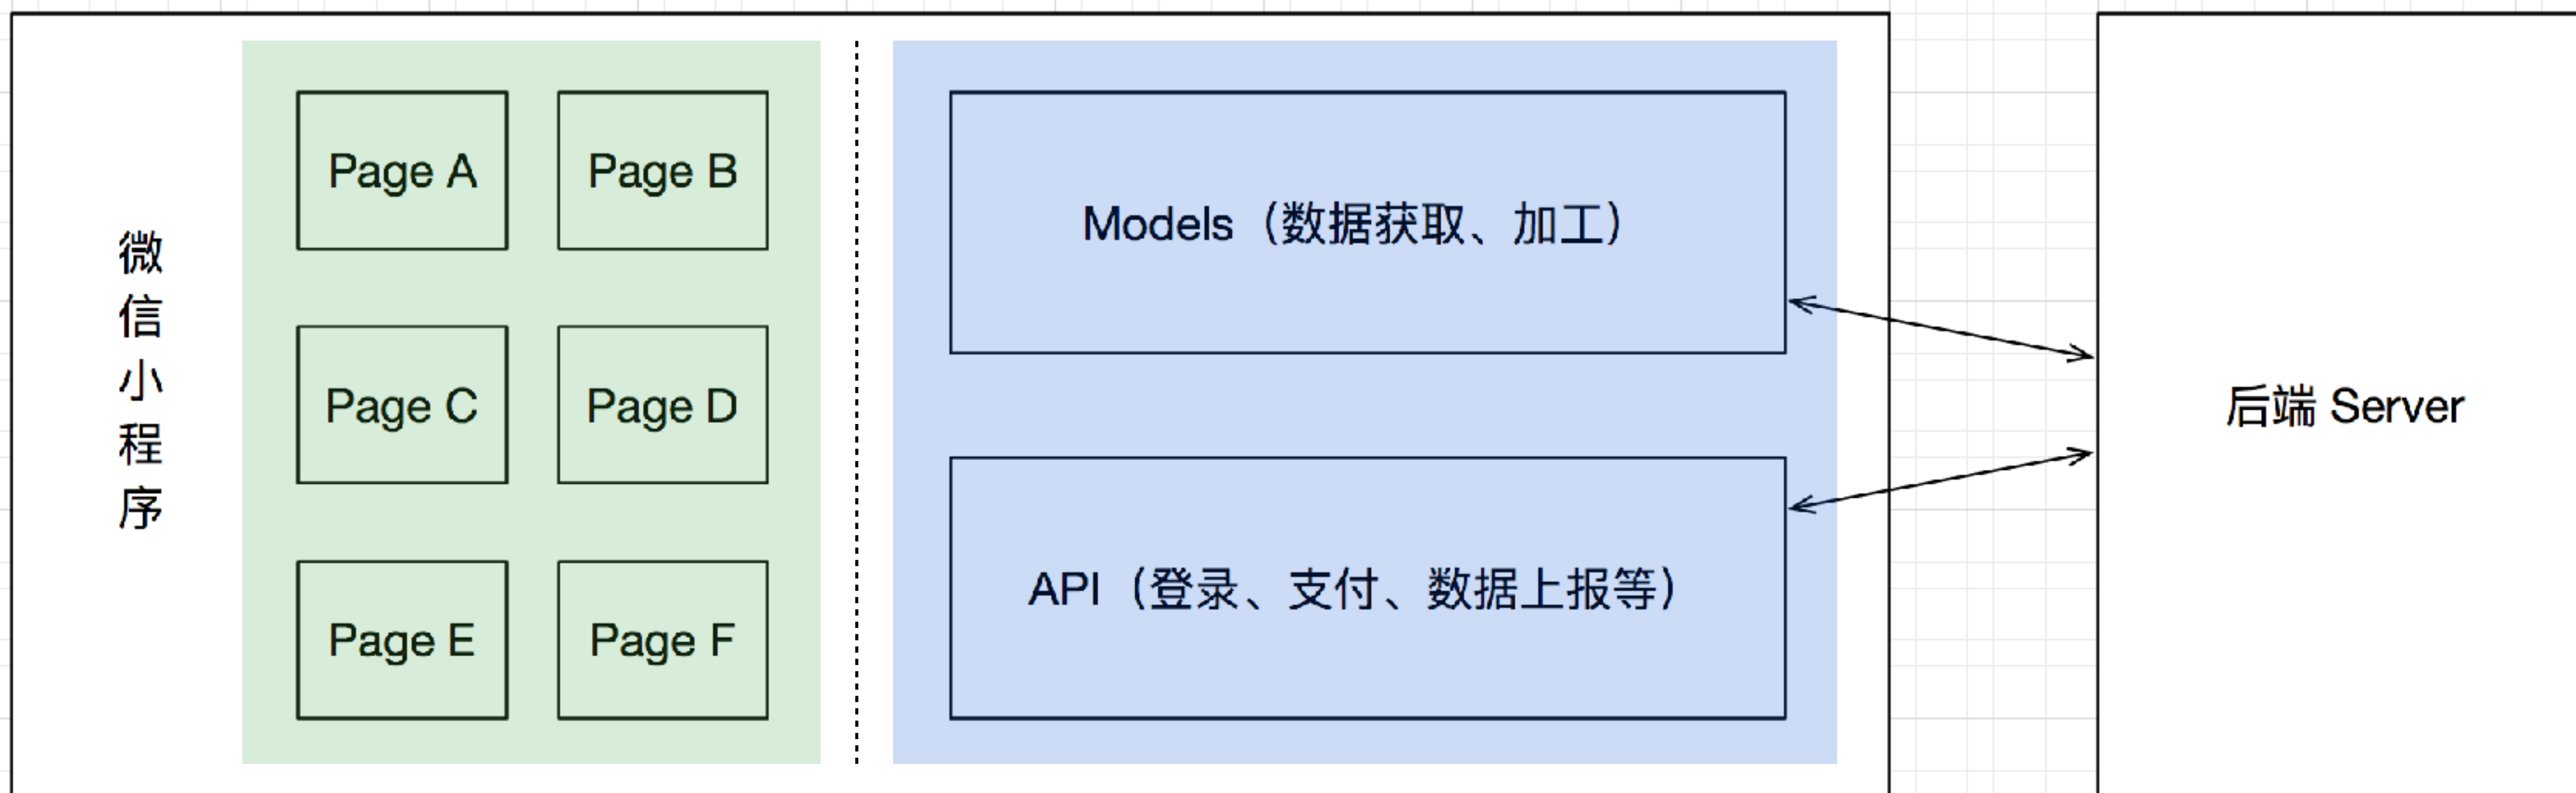 微信小程序
Page A
Page B
Page C
Page D
Page E
Page F
Models（数据获取、加工）
API（登录、支付、数据上报等）
后端 Server